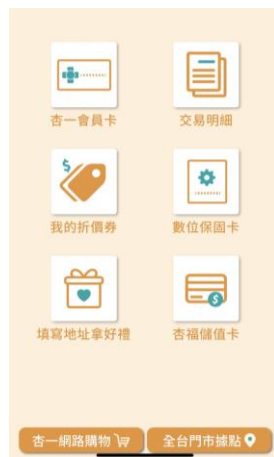 杏一會員卡
交易明細
我的折價券
數位保固卡
填寫地址拿好禮
杏福儲值卡
杏一網路購物
全台門市據點